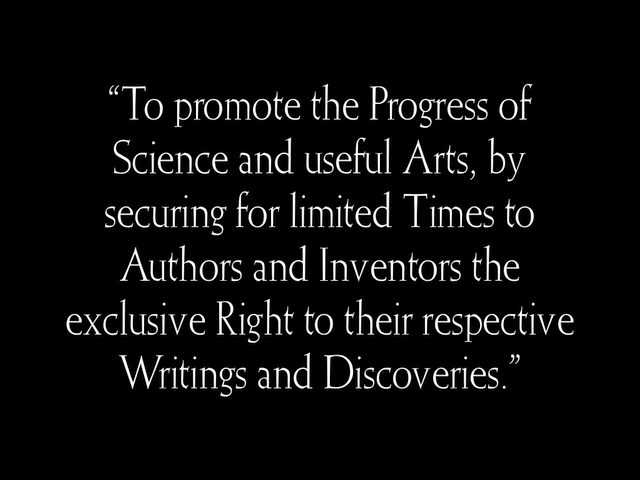 “To promote the Progress of
Science and useful Arts, by
securing for limited Times to
Authors and Inventors the
exclusive Right to their respective
Writings and Discoveries.”